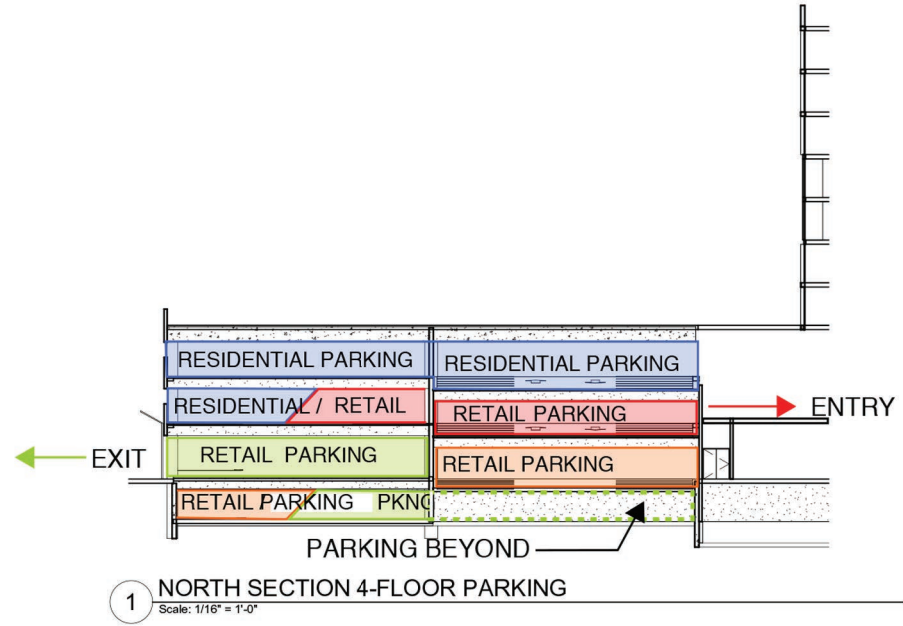 RESIDENTIAL PARKING
RESIDENTIAL PARKING
RESIDENTIAL / RETAIL
RETAIL PARKING
ENTRY
EXIT
RETAIL PARKING
RETAIL PARKING
RETAIL PARKING PKNG
PARKING BEYOND
1
NORTH SECTION 4-FLOOR PARKING
Scale: 1/16" = 1'-0"